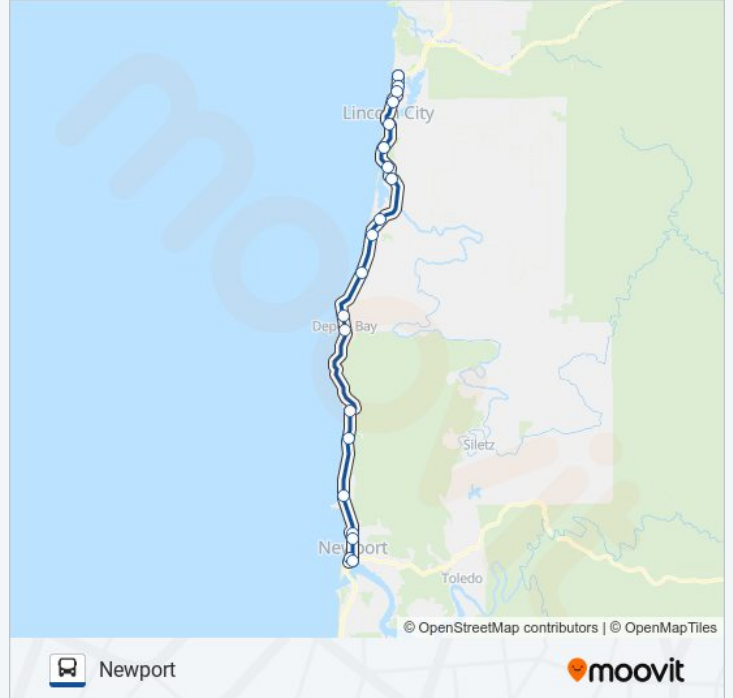 Lincoln City
Depoe Bay
Siletz
Newport
Toledo
© OpenStreetMap contributors | © OpenMapTiles
Newport
moovit